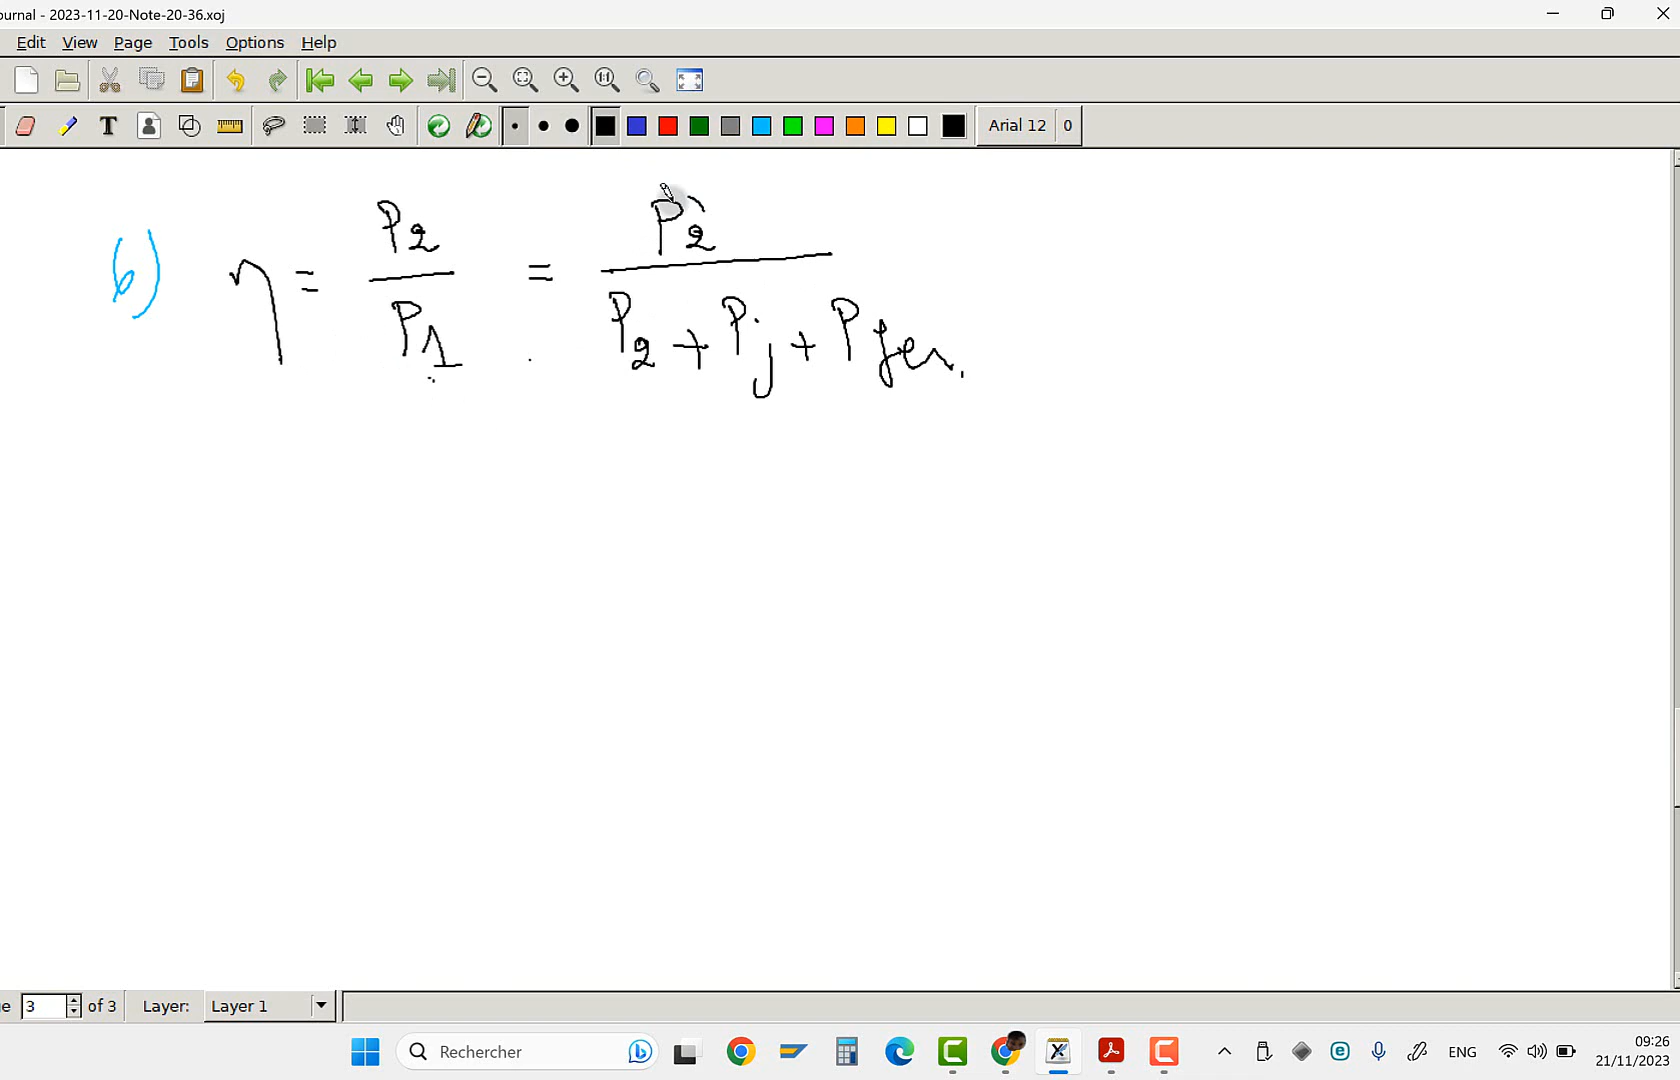 ournal - 2023-11-20-Note-20-36.xoj
Edit View Page Tools Options Help
T Arial 12 0
b) η = P2 / P1 = P2 / P2 + Pj + Pfer.
e 3 of 3 Layer: Layer 1
Rechercher
ENG
09:26
21/11/2023